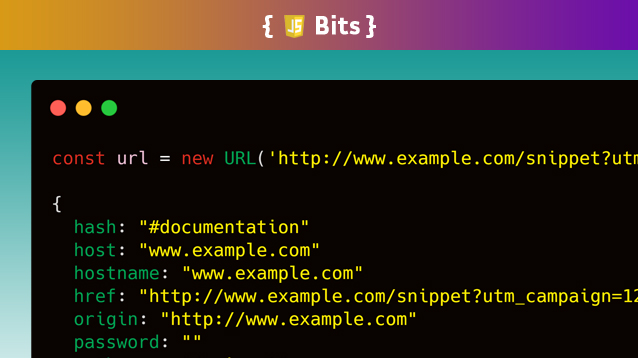 { JS Bits }
const url = new URL('http://www.example.com/snippet?utm
{
hash: "#documentation"
host: "www.example.com"
hostname: "www.example.com"
href: "http://www.example.com/snippet?utm_campaign=12
origin: "http://www.example.com"
password: ""